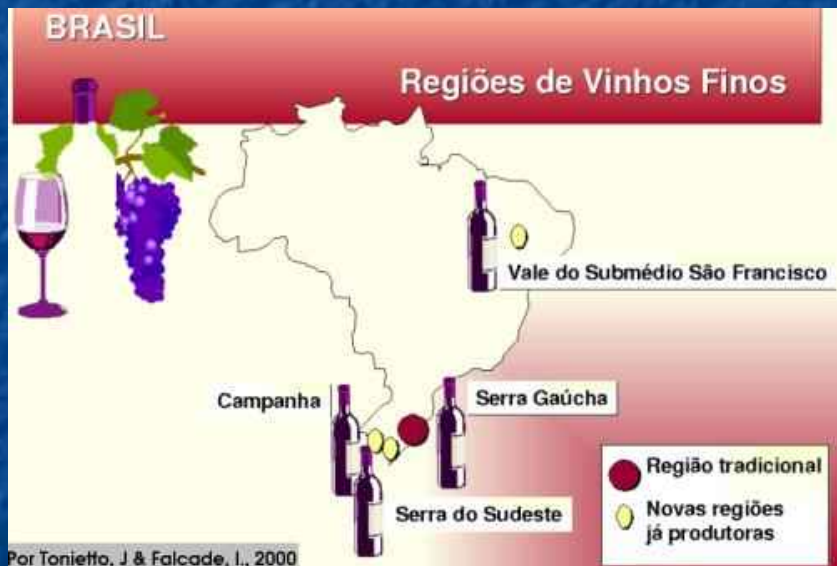 BRASIL
Regiões de Vinhos Finos
Vale do Submédio São Francisco
Campanha
Serra Gaúcha
Serra do Sudeste
Região tradicional
Novas regiões
já produtoras
Por Tonietto, J & Falcade, I., 2000